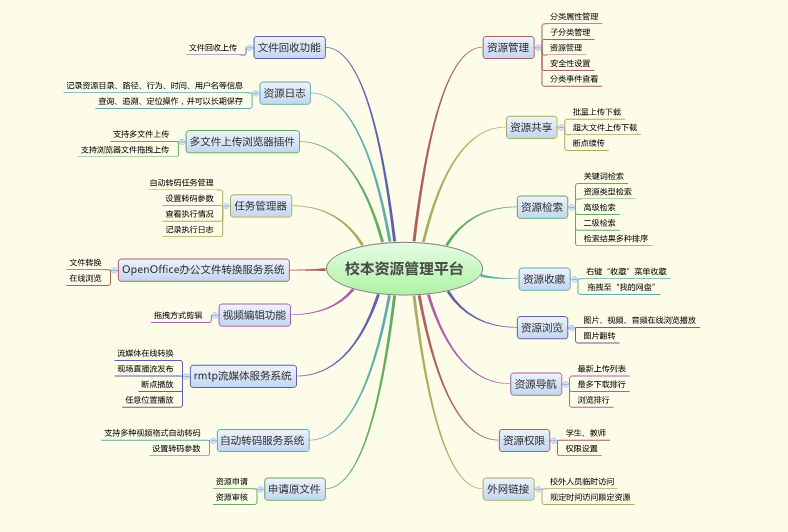 校本资源管理平台
资源管理
分类属性管理
子分类管理
资源管理
安全性设置
分类事件查看
资源共享
批量上传下载
超大文件上传下载
断点续传
资源检索
关键词检索
资源类型检索
高级检索
二级检索
检索结果多种排序
资源收藏
右键“收藏”菜单收藏
拖拽至“我的网盘”
资源浏览
图片、视频、音频在线浏览播放
图片翻转
资源导航
最新上传列表
最多下载排行
浏览排行
资源权限
学生、教师
权限设置
外网链接
校外人员临时访问
规定时间访问限定资源
文件回收功能
文件回收上传
资源日志
记录资源目录、路径、行为、时间、用户名等信息
查询、追溯、定位操作，并可以长期保存
多文件上传浏览器插件
支持多文件上传
支持浏览器文件拖拽上传
任务管理器
自动转码任务管理
设置转码参数
查看执行情况
记录执行日志
OpenOffice办公文件转换服务系统
文件转换
在线浏览
视频编辑功能
拖拽方式剪辑
rmtp流媒体服务系统
流媒体在线转换
现场直播流发布
断点播放
任意位置播放
自动转码服务系统
支持多种视频格式自动转码
设置转码参数
申请原文件
资源申请
资源审核